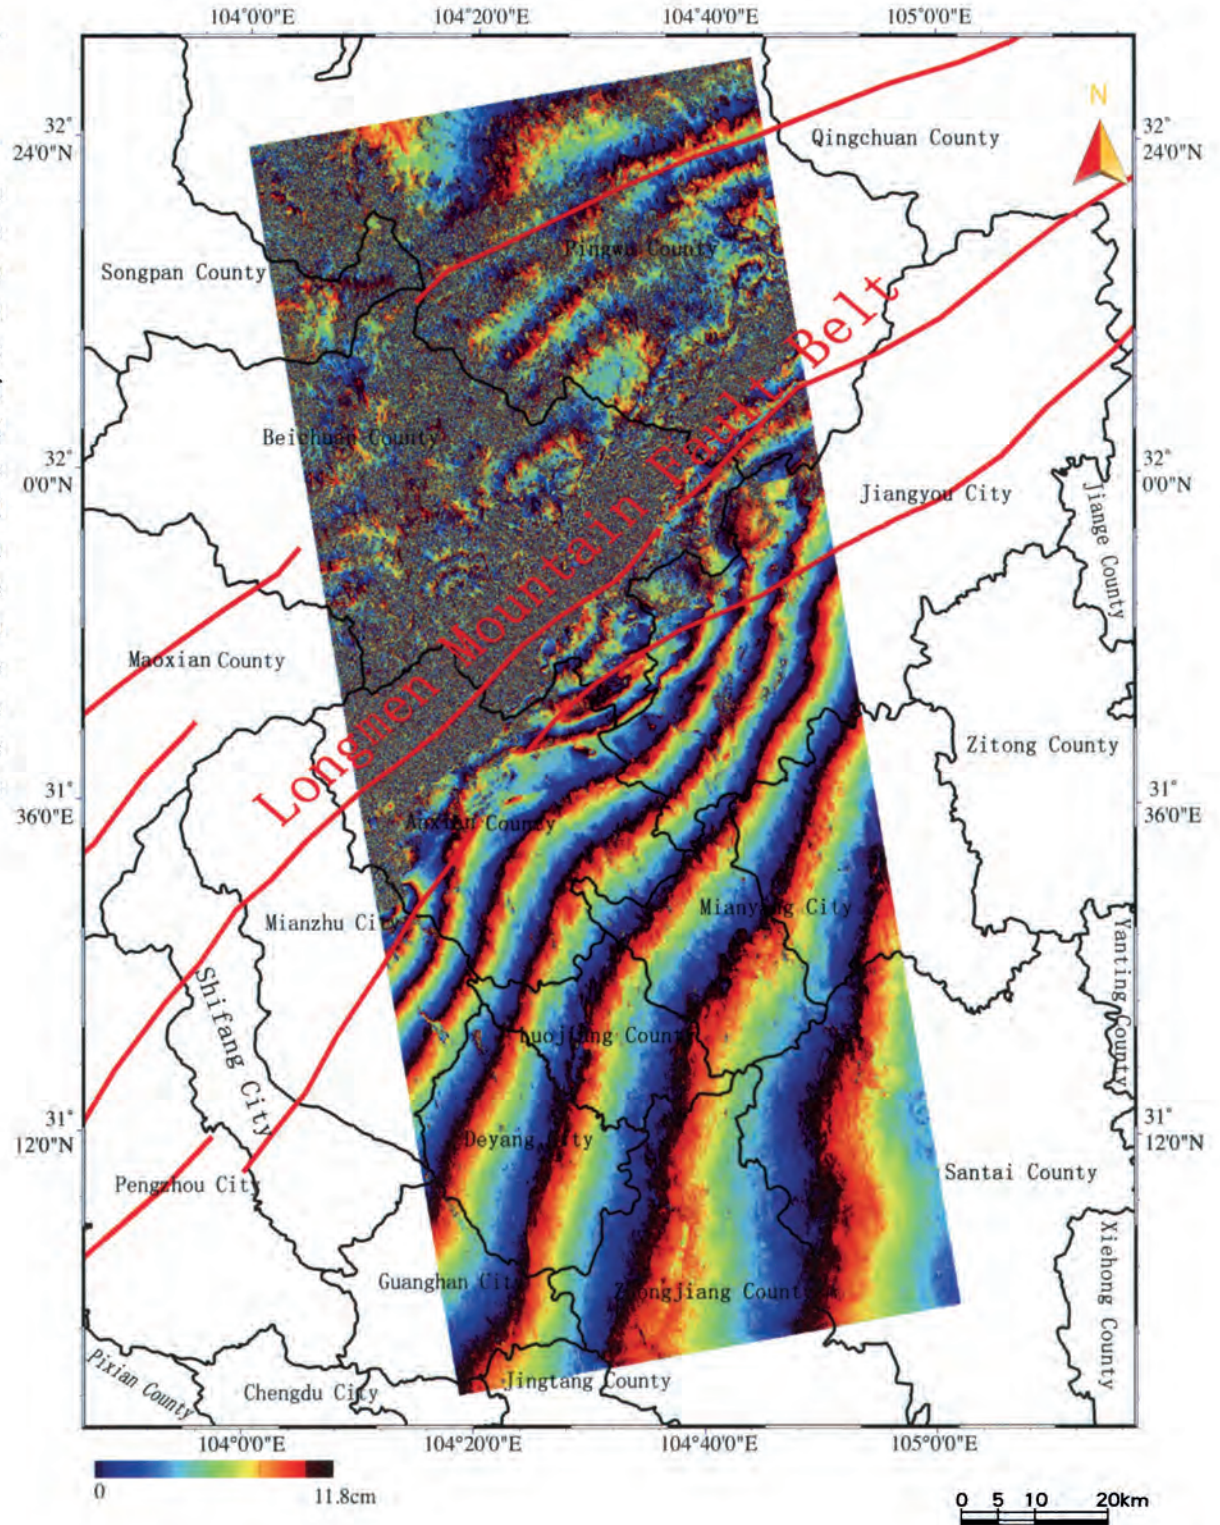 104°0'0"E
104°20"E
104°40"E
105°0'0"E
N
32°
24'0"N
32°
24'0"N
Qingchuan County
Pingwu County
Songpan County
Longmen Mountain Fault Belt
Beichuan County
32°
0'0"N
32°
0'0"N
Jiangyou City
Jiange County
Maoxian County
Zitong County
31°
36'0"E
31°
36'0"E
Anxian County
Mianzhu City
Mianyang City
Yanting County
Shifang City
Luojiang County
31°
12'0"N
31°
12'0"N
Deyang City
Santai County
Pengzhou City
Guanghan City
Zhongjiang County
Xiehong County
Pixian County
Chengdu City
Jingtang County
104°0'0"E
104°20'0"E
104°40'0"E
105°0'0"E
0
11.8cm
0 5 10 20km